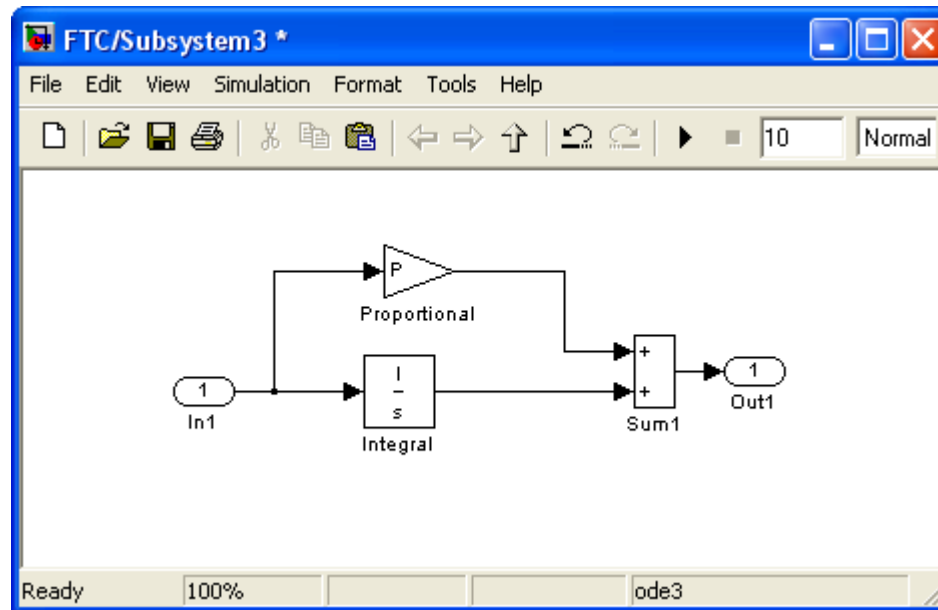 FTC/Subsystem3 *
File Edit View Simulation Format Tools Help
10 Normal
P
Proportional
1
In1
I
s
Integral
+
+
Sum1
1
Out1
Ready 100% ode3